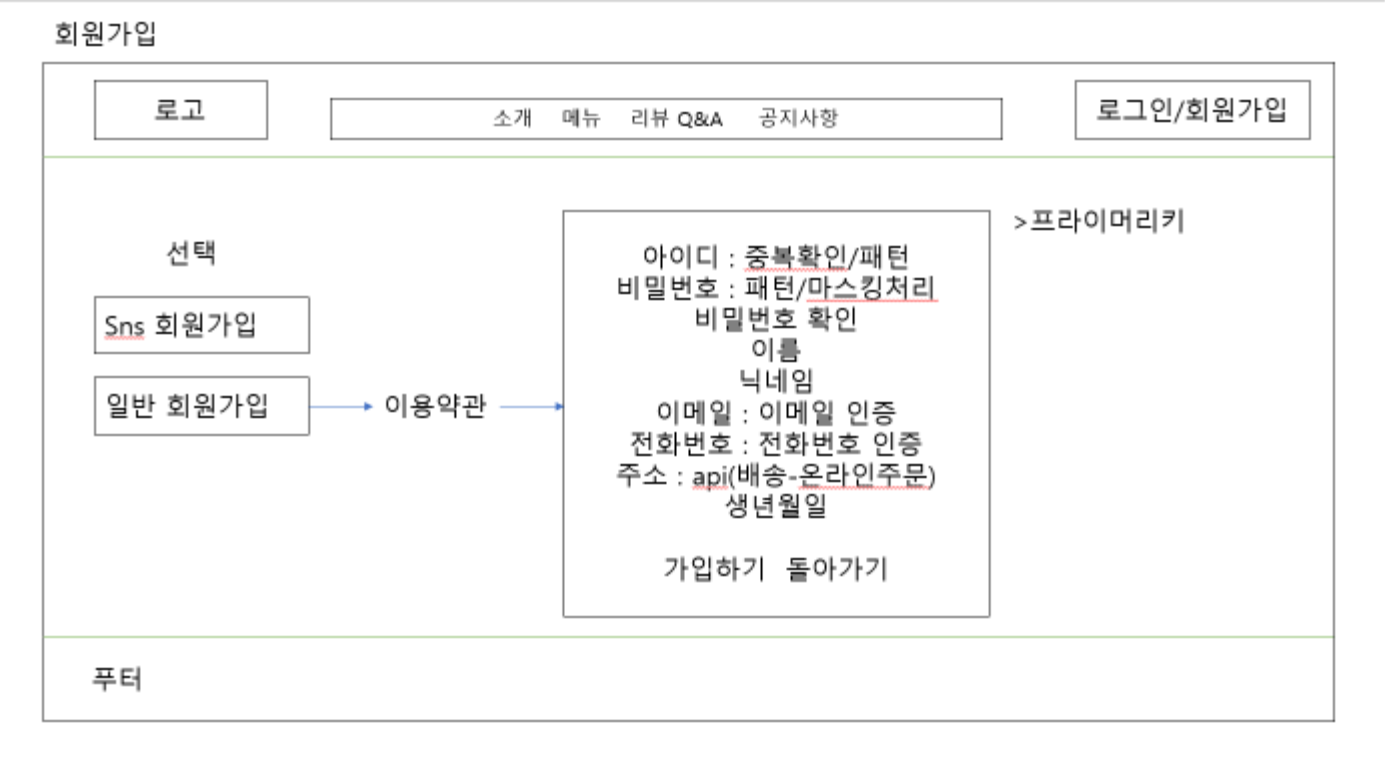 회원가입
로고
소개 메뉴 리뷰 Q&A 공지사항
로그인/회원가입
선택
Sns 회원가입
일반 회원가입
이용약관
아이디 : 중복확인/패턴
비밀번호 : 패턴/마스킹처리
비밀번호 확인
이름
닉네임
이메일 : 이메일 인증
전화번호 : 전화번호 인증
주소 : api(배송-온라인주문)
생년월일
가입하기 돌아가기
>프라이머리키
푸터